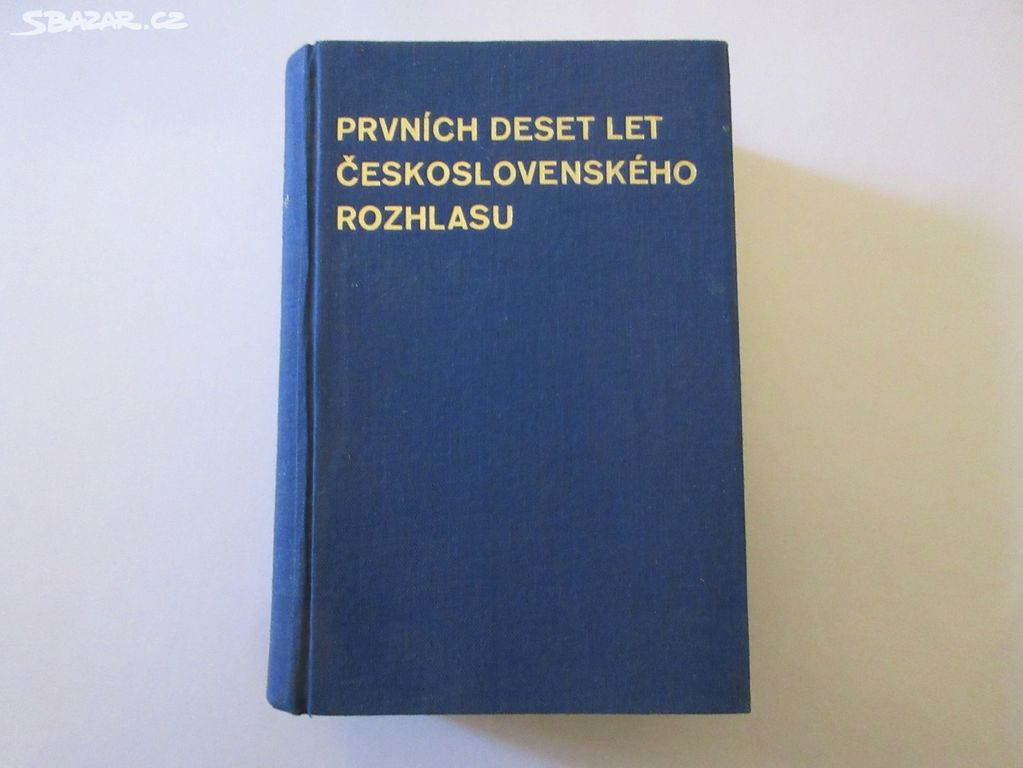 SBAZAR.CZ
PRVNÍCH DESET LET
ČESKOSLOVENSKÉHO
ROZHLASU